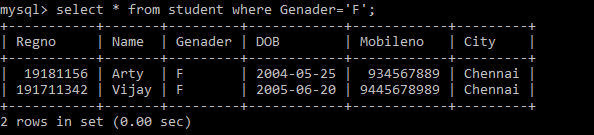 mysql> select * from student where Genader='F';
+-----------+-------+---------+------------+------------+---------+
| Regno     | Name  | Genader | DOB        | Mobileno   | City    |
+-----------+-------+---------+------------+------------+---------+
|  19181156 | Arty  | F       | 2004-05-25 |  934567889 | Chennai |
| 191711342 | Vijay | F       | 2005-06-20 | 9445678989 | Chennai |
+-----------+-------+---------+------------+------------+---------+
2 rows in set (0.00 sec)